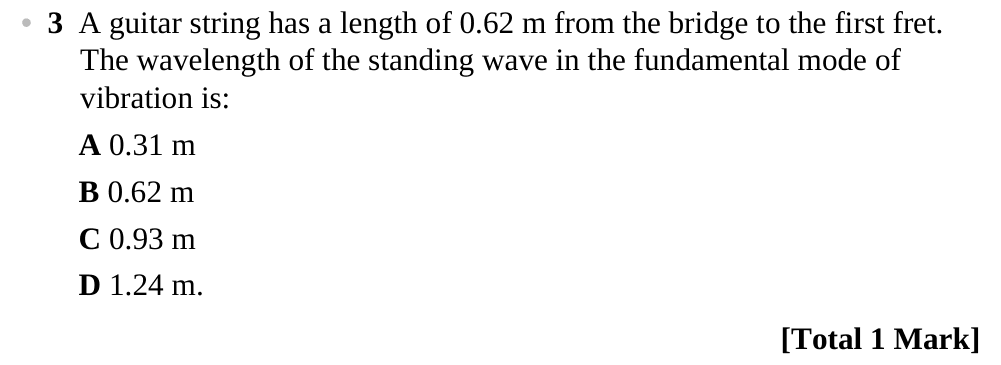 • 3 A guitar string has a length of 0.62 m from the bridge to the first fret.
The wavelength of the standing wave in the fundamental mode of
vibration is:
A 0.31 m
B 0.62 m
C 0.93 m
D 1.24 m.
[Total 1 Mark]